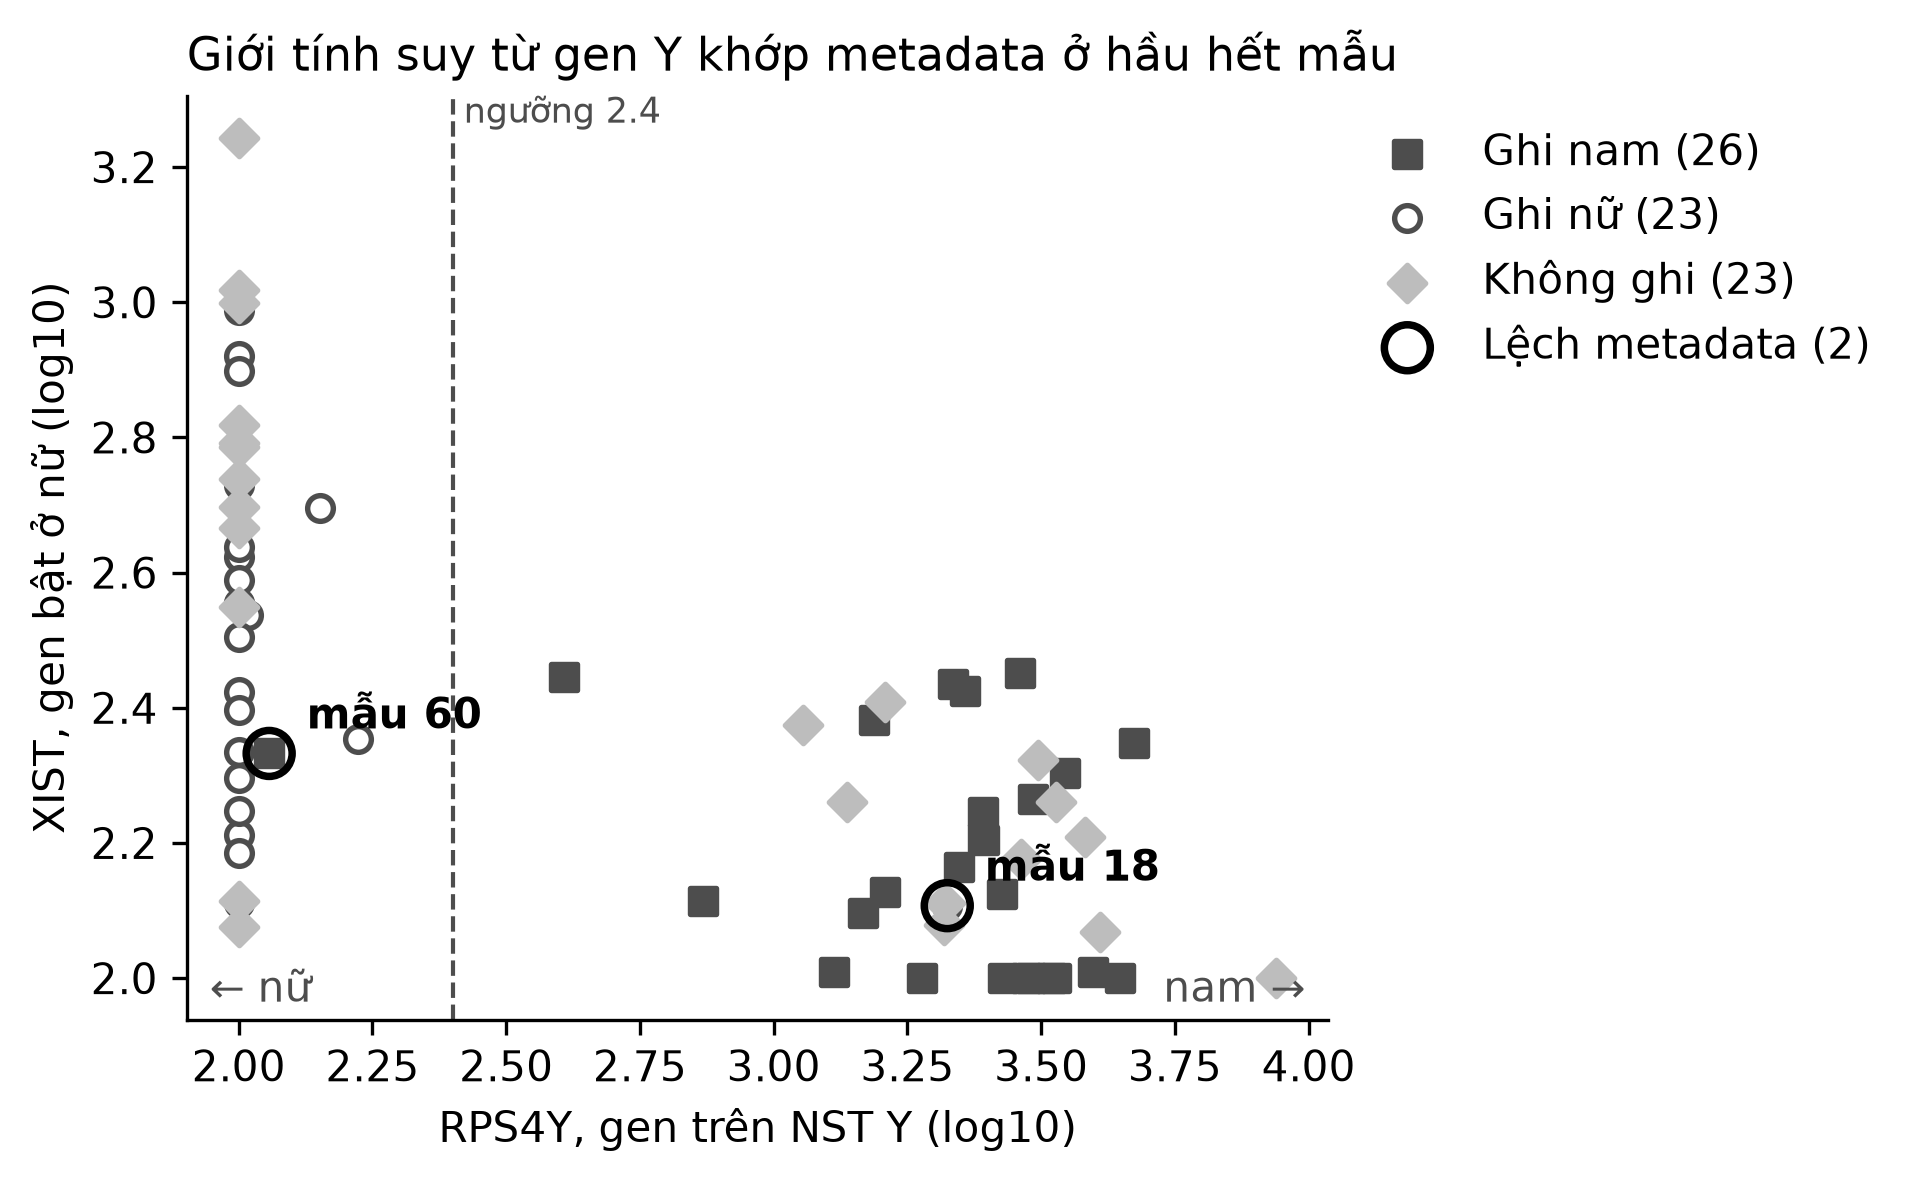 Giới tính suy từ gen Y khớp metadata ở hầu hết mẫu
ngưỡng 2.4
Ghi nam (26)
Ghi nữ (23)
Không ghi (23)
Lệch metadata (2)
XIST, gen bật ở nữ (log10)
3.2
3.0
2.8
2.6
2.4
2.2
2.0
mẫu 60
mẫu 18
← nữ
nam →
2.00 2.25 2.50 2.75 3.00 3.25 3.50 3.75 4.00
RPS4Y, gen trên NST Y (log10)